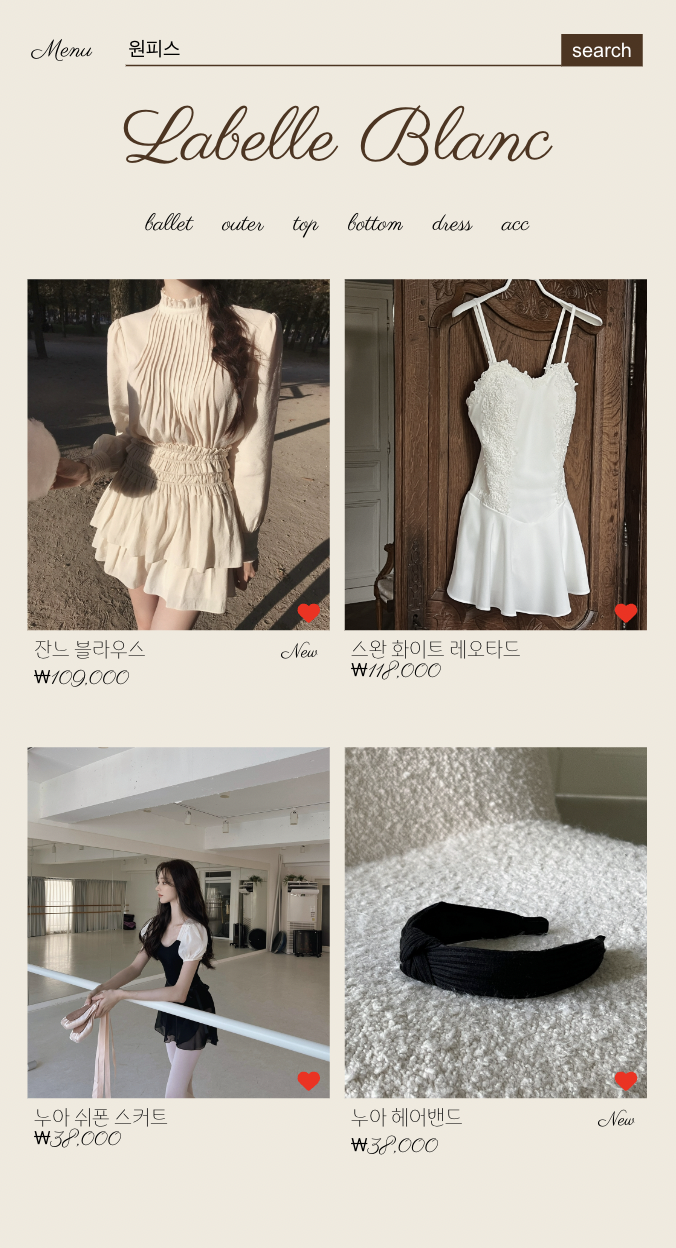 Menu 원피스 search
Labelle Blanc
ballet outer top bottom dress acc
잔느 블라우스 New
₩109,000
스완 화이트 레오타드
₩118,000
누아 쉬폰 스커트
₩38,000
누아 헤어밴드 New
₩38,000